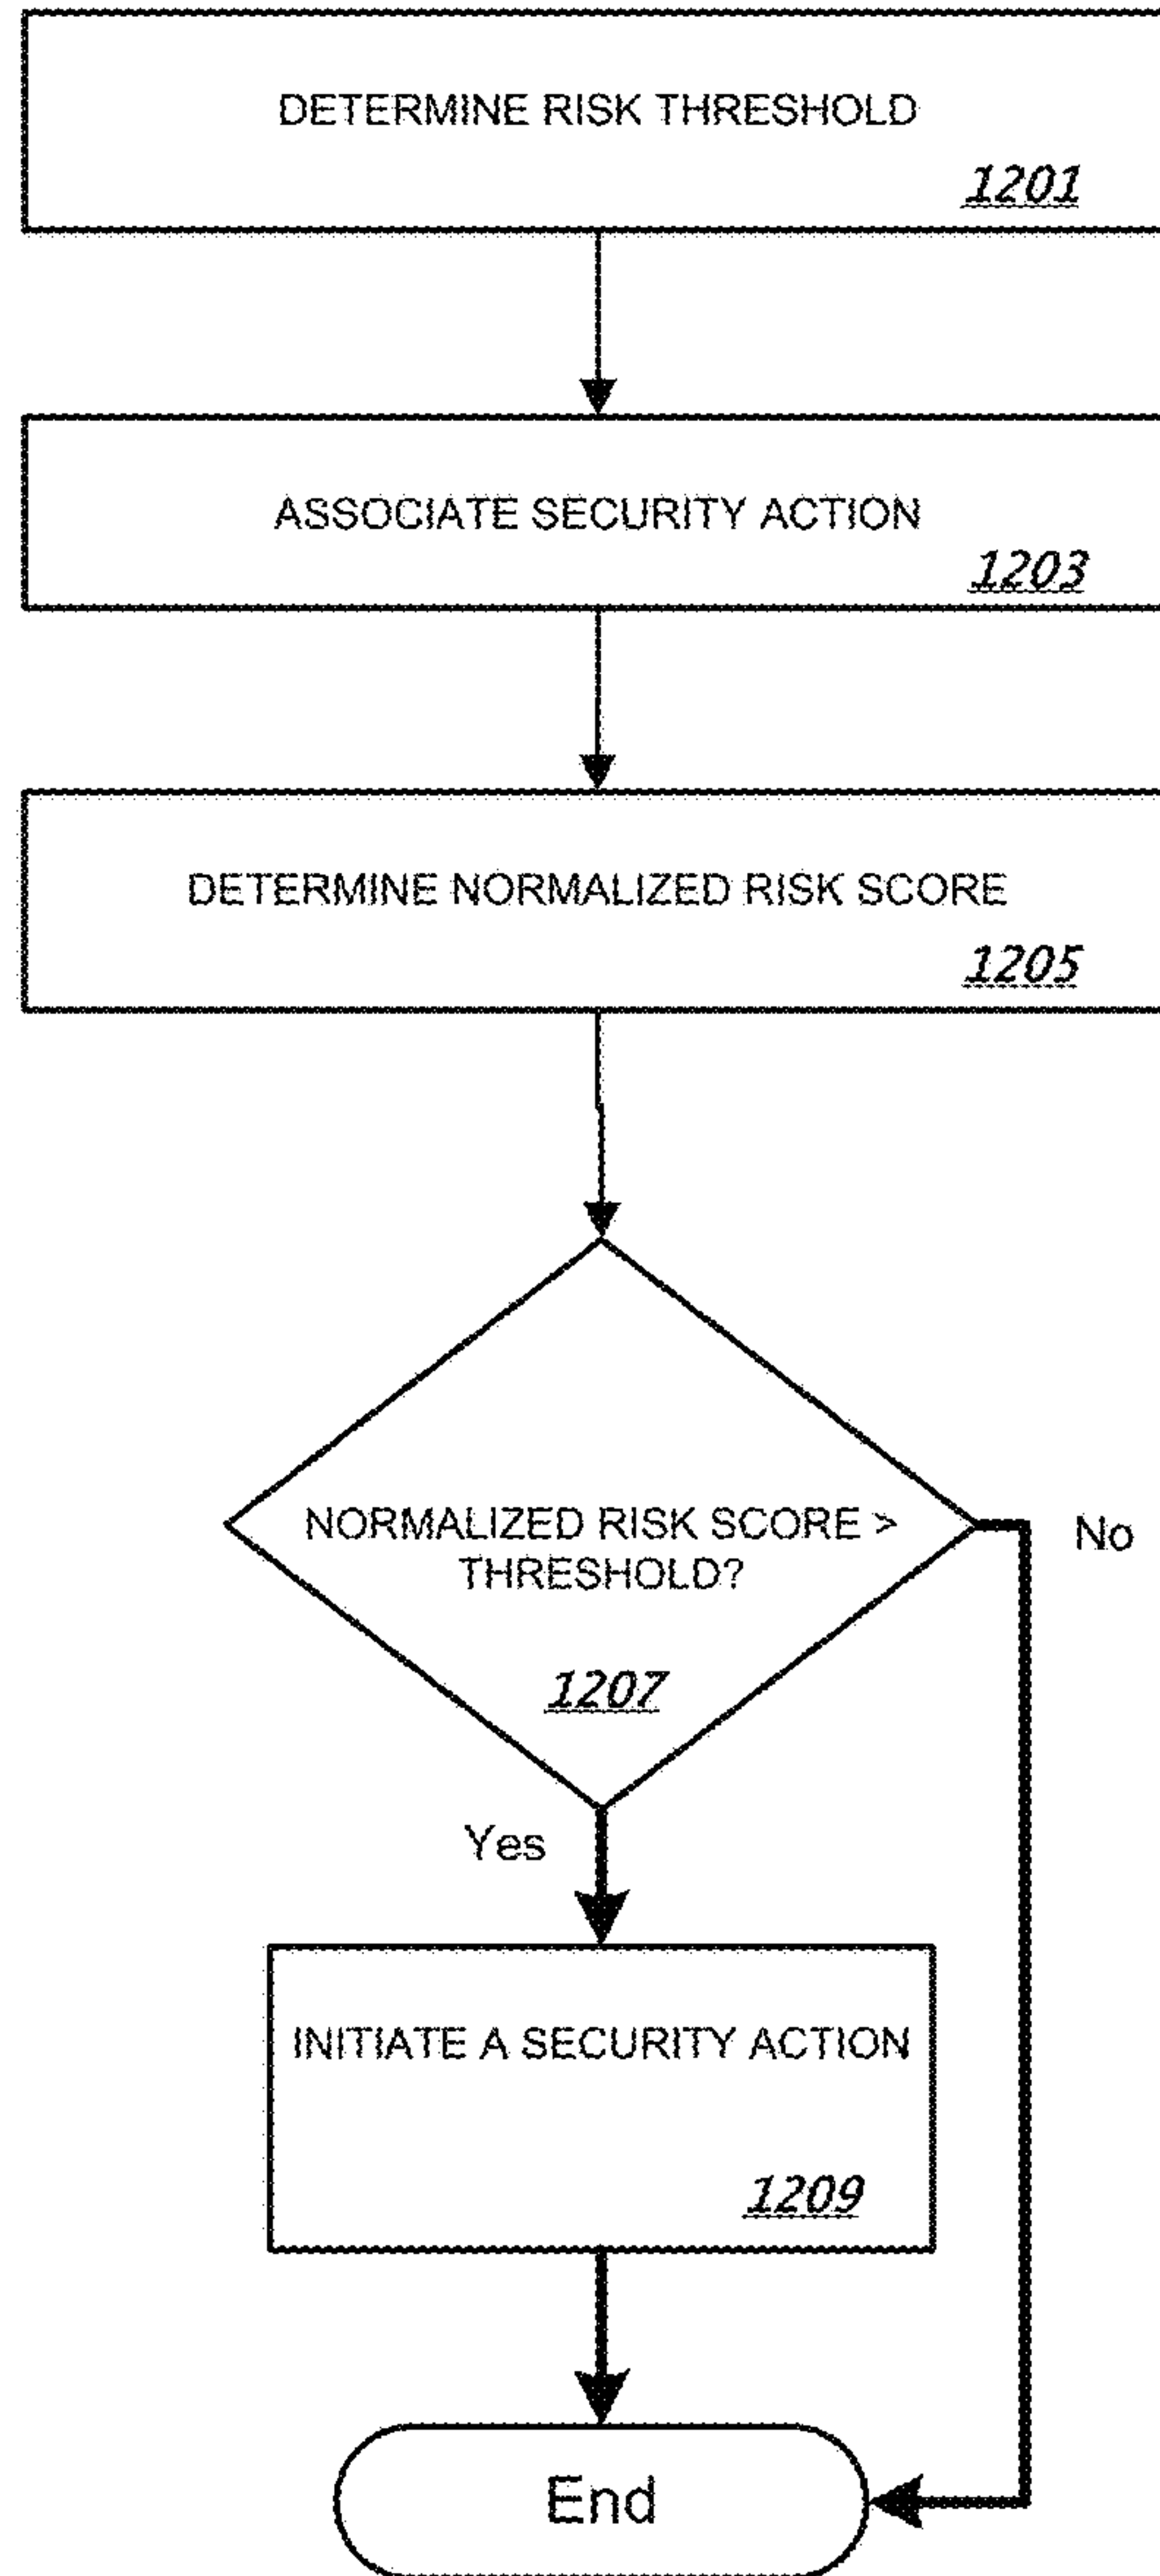 DETERMINE RISK THRESHOLD
1201
ASSOCIATE SECURITY ACTION
1203
DETERMINE NORMALIZED RISK SCORE
1205
NORMALIZED RISK SCORE >
THRESHOLD?
No
1207
Yes
INITIATE A SECURITY ACTION
1209
End